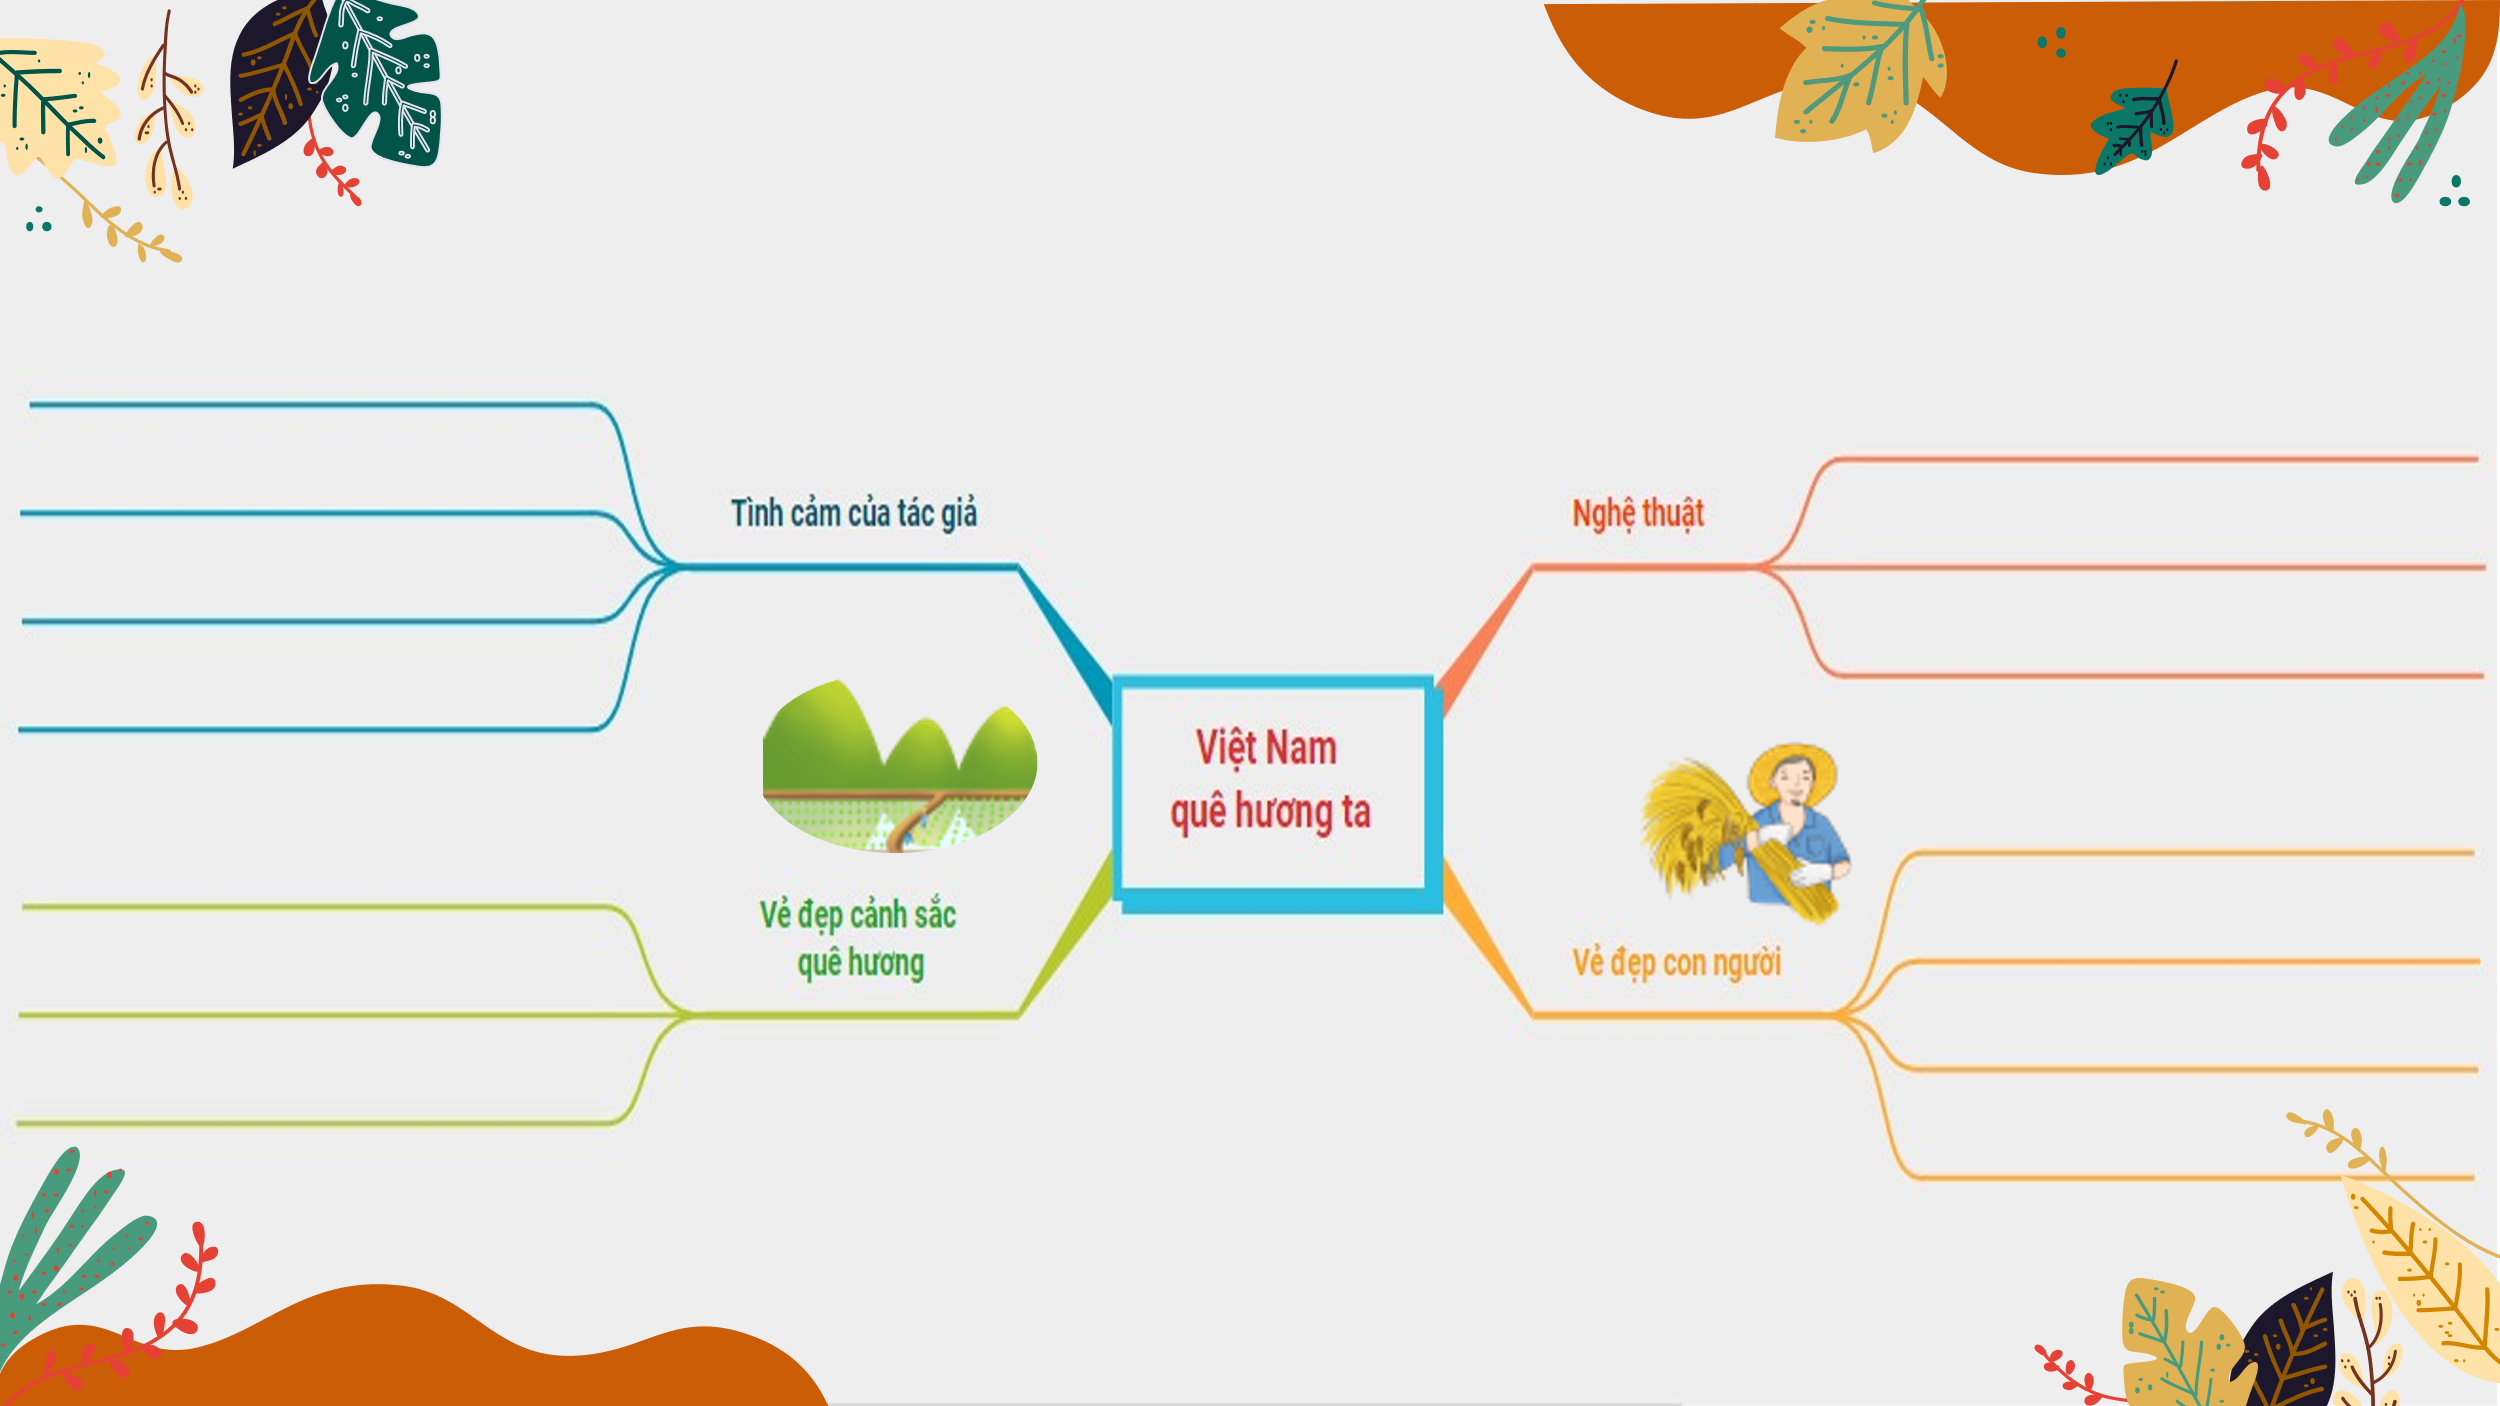 Tình cảm của tác giả
Nghệ thuật
Việt Nam
quê hương ta
Vẻ đẹp cảnh sắc
quê hương
Vẻ đẹp con người